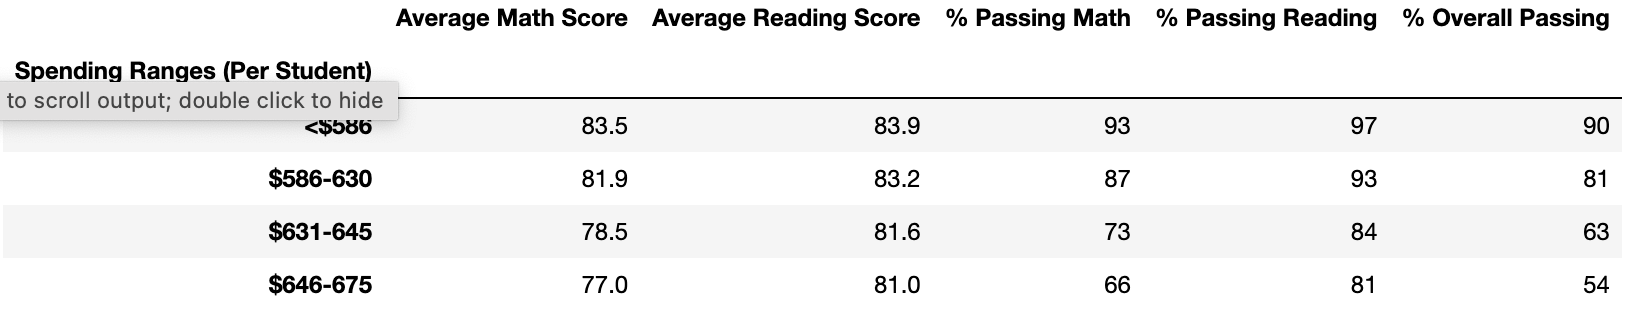 Average Math Score Average Reading Score % Passing Math % Passing Reading % Overall Passing
Spending Ranges (Per Student)
to scroll output; double click to hide
<$586 83.5 83.9 93 97 90
$586-630 81.9 83.2 87 93 81
$631-645 78.5 81.6 73 84 63
$646-675 77.0 81.0 66 81 54